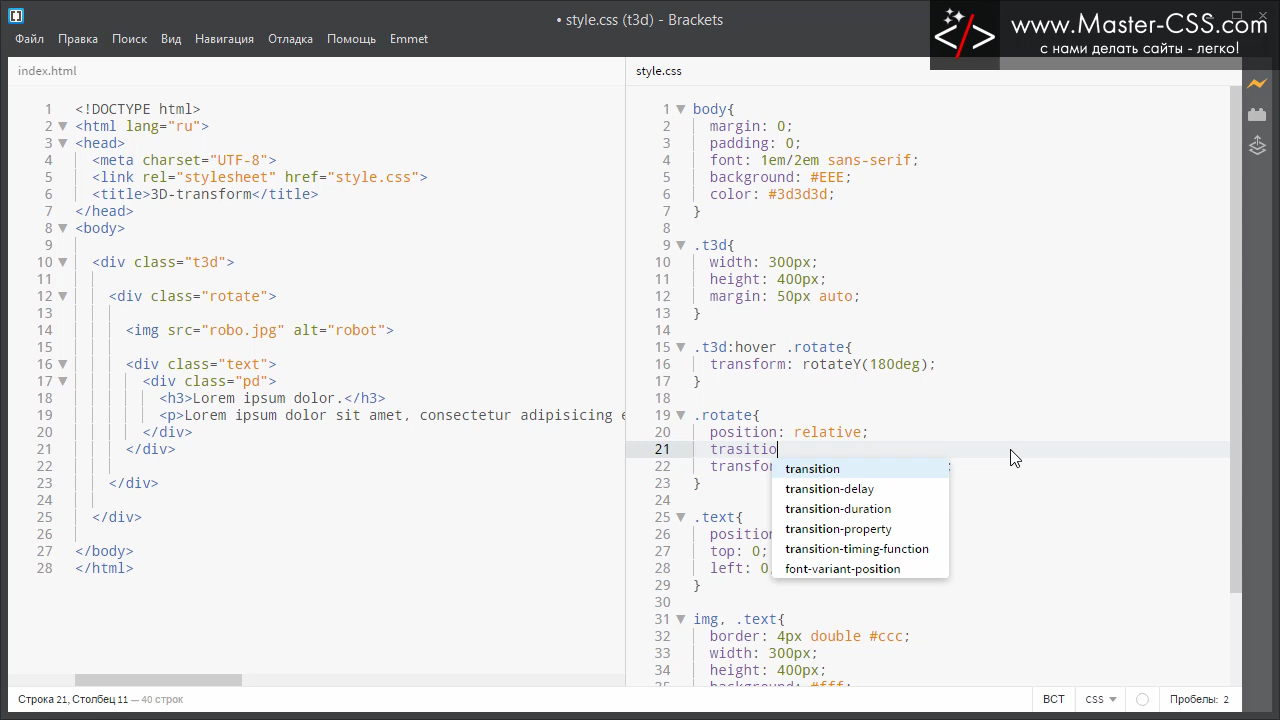 • style.css (t3d) - Brackets
Файл Правка Поиск Вид Навигация Отладка Помощь Emmet
www.Master-CSS.com
с нами делать сайты - легко!
index.html
1 <!DOCTYPE html>
2 <html lang="ru">
3 <head>
4 <meta charset="UTF-8">
5 <link rel="stylesheet" href="style.css">
6 <title>3D-transform</title>
7 </head>
8 <body>
9
10 <div class="t3d">
11
12 <div class="rotate">
13
14 <img src="robo.jpg" alt="robot">
15
16 <div class="text">
17 <div class="pd">
18 <h3>Lorem ipsum dolor.</h3>
19 <p>Lorem ipsum dolor sit amet, consectetur adipisicing e
20 </div>
21 </div>
22
23 </div>
24
25 </div>
26
27 </body>
28 </html>
style.css
1 body{
2 margin: 0;
3 padding: 0;
4 font: 1em/2em sans-serif;
5 background: #EEE;
6 color: #3d3d3d;
7 }
8
9 .t3d{
10 width: 300px;
11 height: 400px;
12 margin: 50px auto;
13 }
14
15 .t3d:hover .rotate{
16 transform: rotateY(180deg);
17 }
18
19 .rotate{
20 position: relative;
21 trasitio
22 transfor ;
23 }
24
25 .text{
26 position
27 top: 0;
28 left: 0
29 }
30
31 img, .text{
32 border: 4px double #ccc;
33 width: 300px;
34 height: 400px;
35 background: #fff;
transition
transition-delay
transition-duration
transition-property
transition-timing-function
font-variant-position
Строка 21, Столбец 11 — 40 строк
ВСТ CSS Пробелы: 2